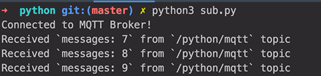 → python git:(master) ✗ python3 sub.py
Connected to MQTT Broker!
Received `messages: 7` from `/python/mqtt` topic
Received `messages: 8` from `/python/mqtt` topic
Received `messages: 9` from `/python/mqtt` topic